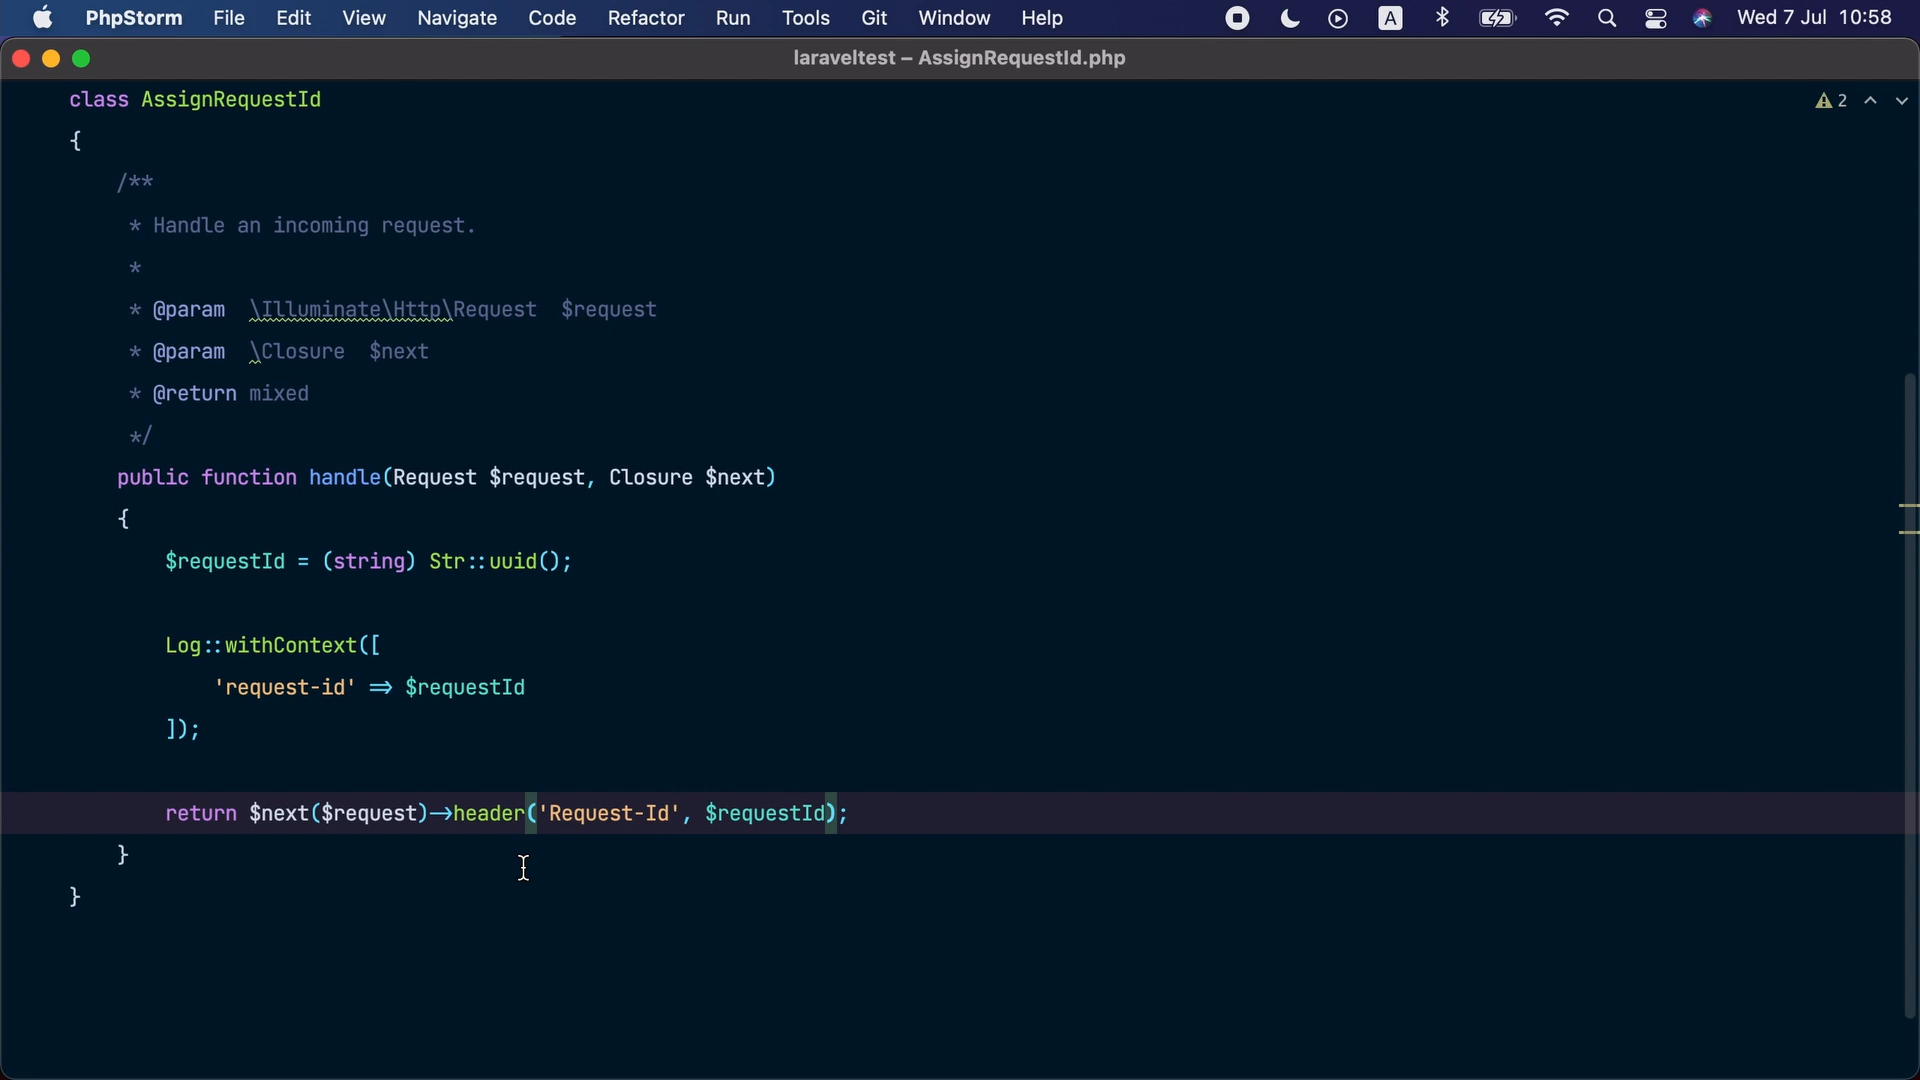 PhpStorm File Edit View Navigate Code Refactor Run Tools Git Window Help A Wed 7 Jul 10:58
laraveltest – AssignRequestId.php
class AssignRequestId
2
{
/**
* Handle an incoming request.
*
* @param \Illuminate\Http\Request $request
* @param \Closure $next
* @return mixed
*/
public function handle(Request $request, Closure $next)
{
$requestId = (string) Str::uuid();
Log::withContext([
'request-id' => $requestId
]);
return $next($request)->header('Request-Id', $requestId);
}
}